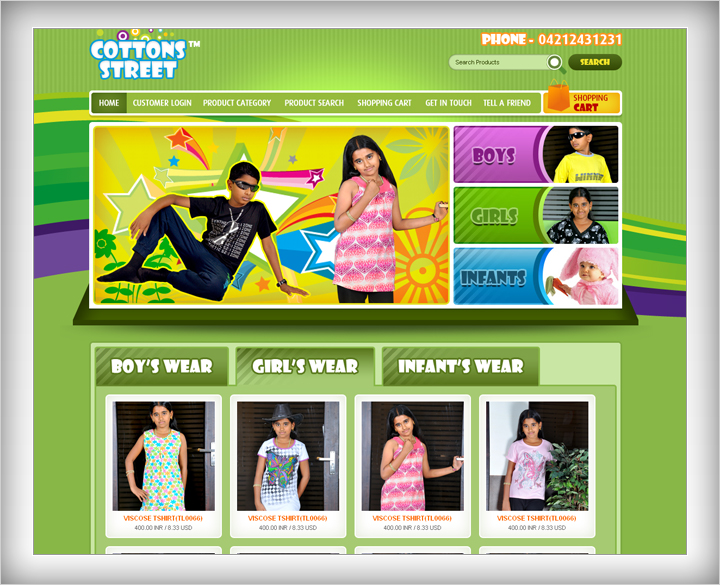 COTTONS™
STREET
PHONE - 04212431231
Search Products
SEARCH
HOME
CUSTOMER LOGIN
PRODUCT CATEGORY
PRODUCT SEARCH
SHOPPING CART
GET IN TOUCH
TELL A FRIEND
SHOPPING
CART
BOYS
GIRLS
INFANTS
BOY'S WEAR
GIRL'S WEAR
INFANT'S WEAR
VISCOSE TSHIRT(TL0066)
400.00 INR / 8.33 USD
VISCOSE TSHIRT(TL0066)
400.00 INR / 8.33 USD
VISCOSE TSHIRT(TL0066)
400.00 INR / 8.33 USD
VISCOSE TSHIRT(TL0066)
400.00 INR / 8.33 USD